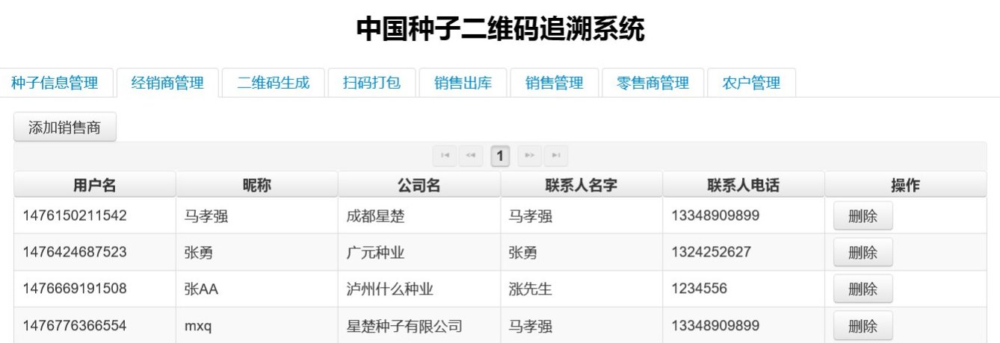 中国种子二维码追溯系统
种子信息管理 经销商管理 二维码生成 扫码打包 销售出库 销售管理 零售商管理 农户管理
添加销售商
1
用户名 昵称 公司名 联系人名字 联系人电话 操作
1476150211542 马孝强 成都星楚 马孝强 13348909899 删除
1476424687523 张勇 广元种业 张勇 1324252627 删除
1476669191508 张AA 泸州什么种业 涨先生 1234556 删除
1476776366554 mxq 星楚种子有限公司 马孝强 13348909899 删除